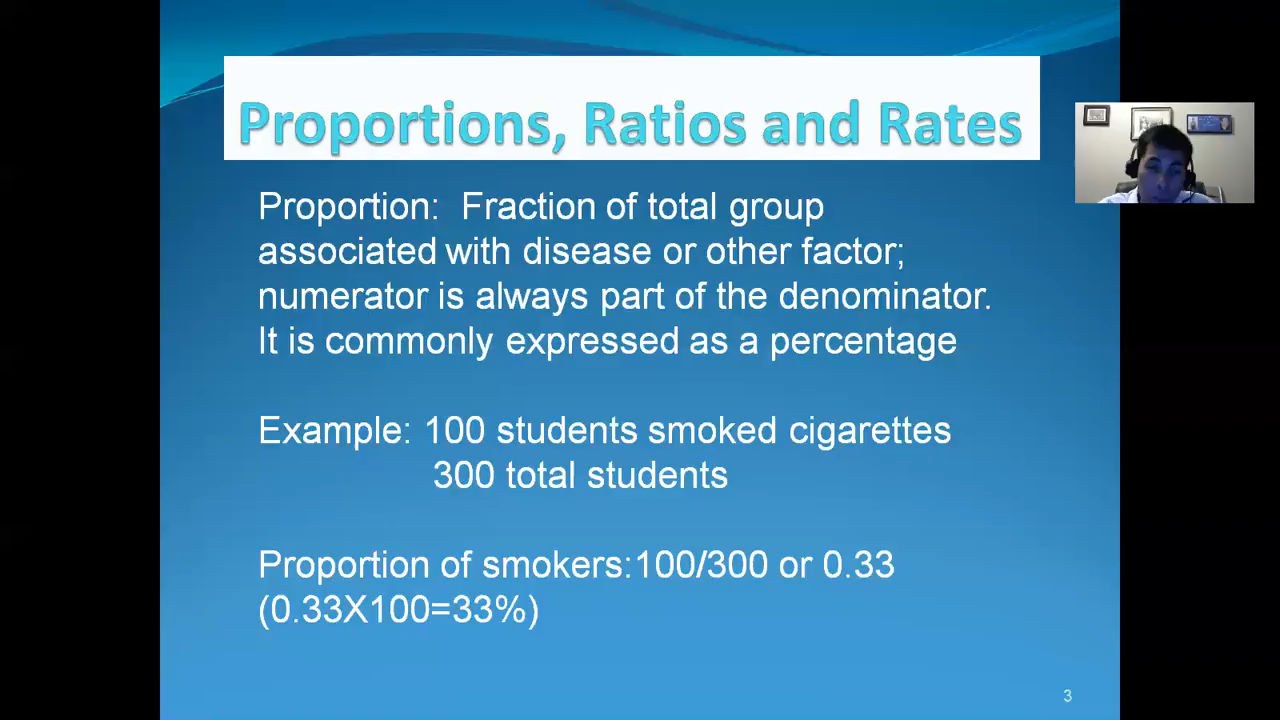 Proportions, Ratios and Rates
Proportion:  Fraction of total group
associated with disease or other factor;
numerator is always part of the denominator.
It is commonly expressed as a percentage
Example: 100 students smoked cigarettes
300 total students
Proportion of smokers:100/300 or 0.33
(0.33X100=33%)
3